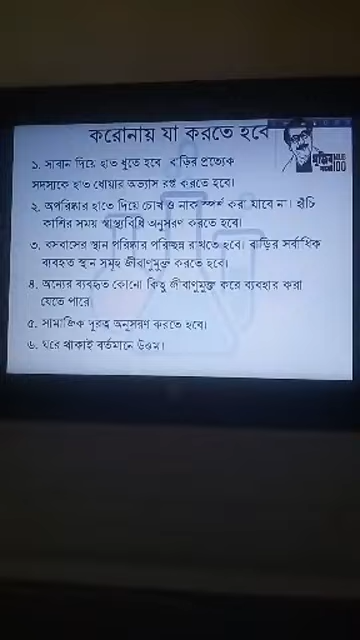 করোনায় যা করতে হবে
১. সাবান দিয়ে হাত ধুতে হবে বাড়ির প্রত্যেক
সদস্যকে হাত ধোয়ার অভ্যাস রপ্ত করতে হবে।
২. অপরিষ্কার হাতে দিয়ে চোখ ও নাক স্পর্শ করা যাবে না। হাঁচি
কাশির সময় স্বাস্থ্যবিধি অনুসরণ করতে হবে।
৩. বসবাসের স্থান পরিষ্কার পরিচ্ছন্ন রাখতে হবে। বাড়ির সর্বাধিক
ব্যবহৃত স্থান সমূহ জীবাণুমুক্ত করতে হবে।
৪. অন্যের ব্যবহৃত কোনো কিছু জীবাণুমুক্ত করে ব্যবহার করা
যেতে পারে
৫. সামাজিক দূরত্ব অনুসরণ করতে হবে।
৬. ঘরে থাকাই বর্তমানে উত্তম।
মুজিব
100